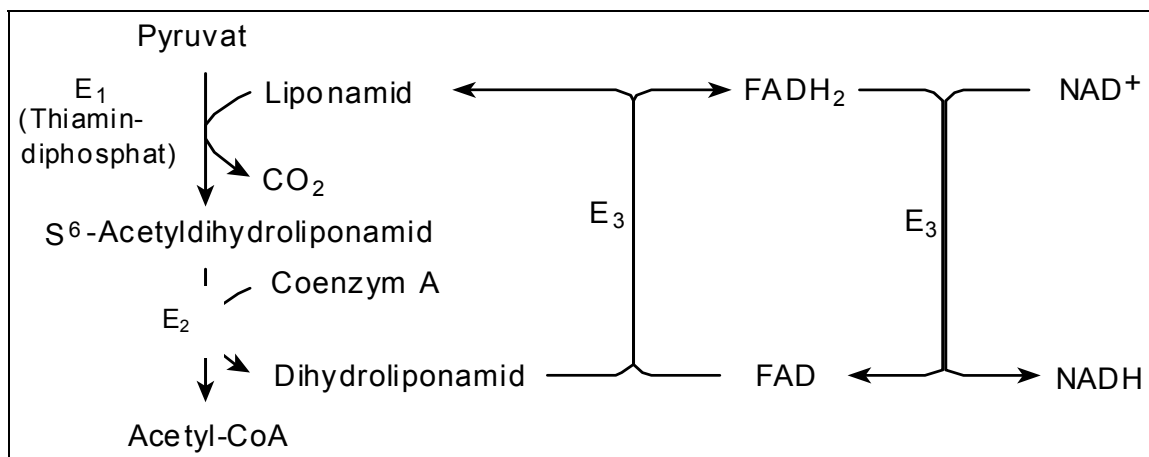 Pyruvat
E1
(Thiamin-
diphosphat)
Liponamid
FADH2
NAD+
CO2
S6-Acetyldihydroliponamid
E3
E3
Coenzym A
E2
Dihydroliponamid
FAD
NADH
Acetyl-CoA